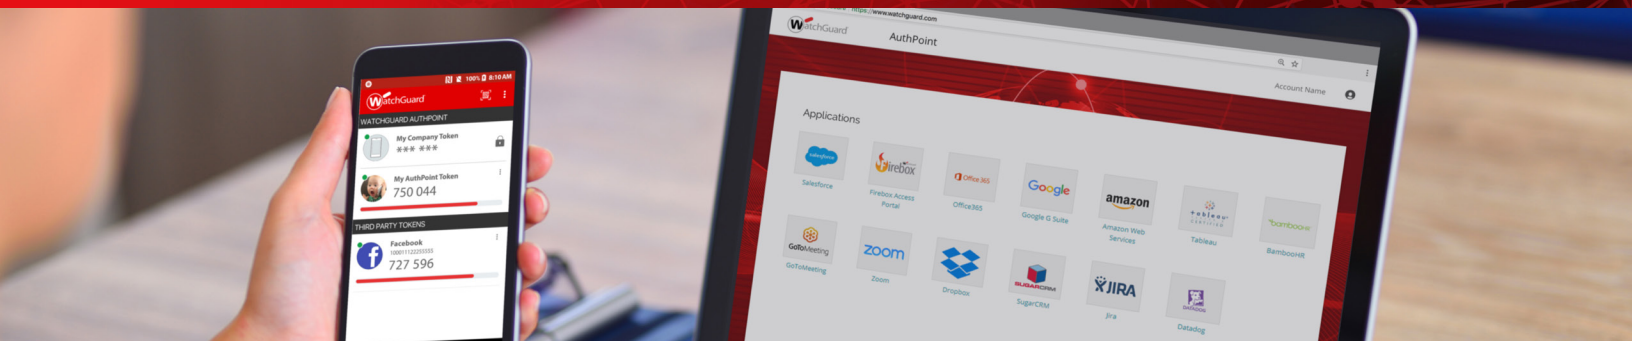 100% 8:10 AM
WatchGuard
WATCHGUARD AUTHPOINT
My Company Token
*** ***
My AuthPoint Token
750 044
THIRD PARTY TOKENS
Facebook
727 596
https://www.watchguard.com
WatchGuard
AuthPoint
Account Name
Applications
salesforce
Salesforce
Firebox
Firebox Access
Portal
Office 365
Office365
Google
Google G Suite
amazon
Amazon Web
Services
tableau
Tableau
bamboohr
BambooHR
GoToMeeting
GoToMeeting
zoom
Zoom
Dropbox
SUGARCRM
SugarCRM
JIRA
Jira
DATADOG
Datadog